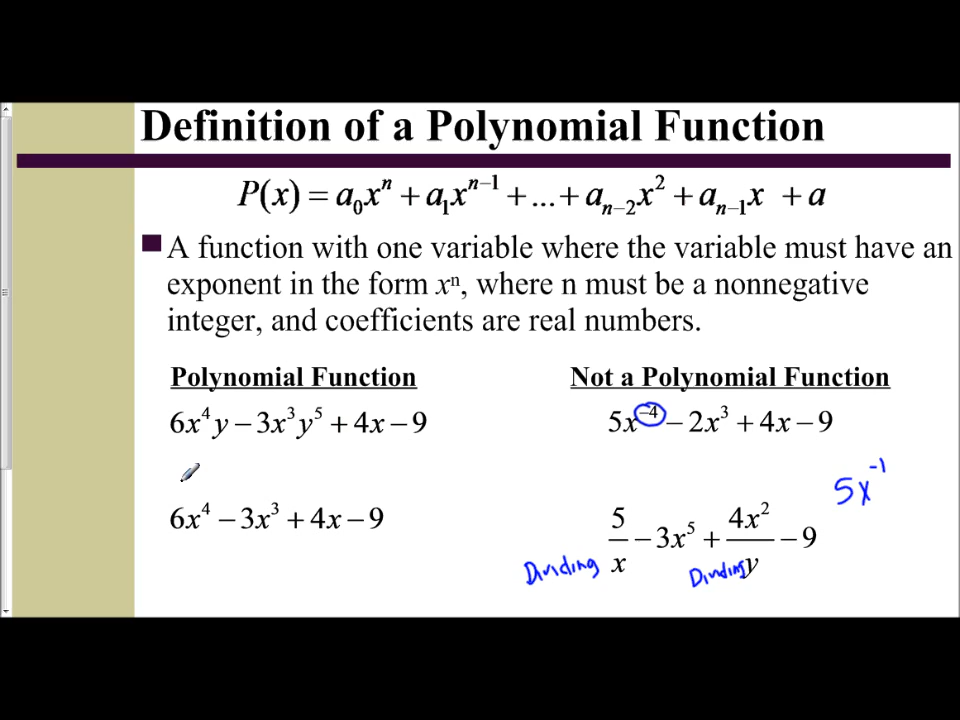 Definition of a Polynomial Function
P(x) = a₀xⁿ + a₁xⁿ⁻¹ + ... + aₙ₋₂x² + aₙ₋₁x + a
A function with one variable where the variable must have an
exponent in the form xⁿ, where n must be a nonnegative
integer, and coefficients are real numbers.
Polynomial Function
6x⁴y − 3x³y⁵ + 4x − 9
6x⁴ − 3x³ + 4x − 9
Not a Polynomial Function
5x⁻⁴ − 2x³ + 4x − 9
5x⁻¹
5/x − 3x⁵ + 4x²/y − 9
Dividing
Dividing